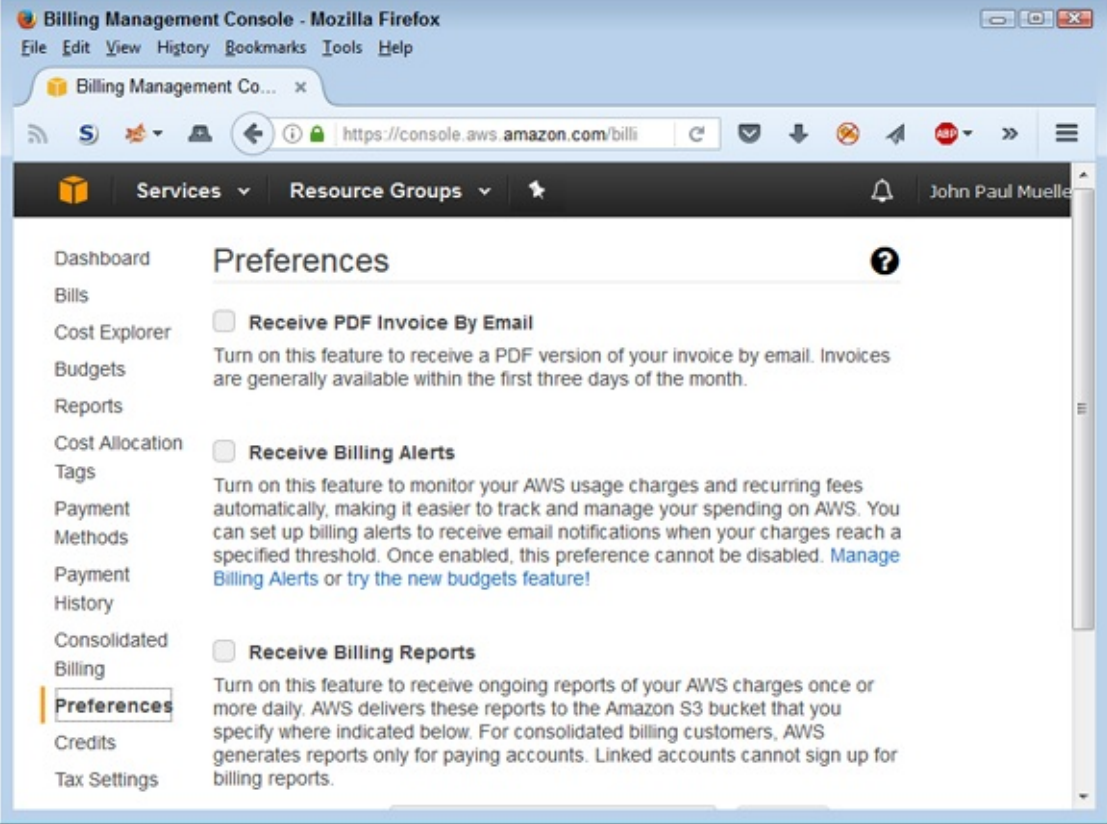 Billing Management Console - Mozilla Firefox
File Edit View History Bookmarks Tools Help
Billing Management Co... ×
S ABP »
https://console.aws.amazon.com/billi
Services Resource Groups John Paul Muelle
Dashboard
Bills
Cost Explorer
Budgets
Reports
Cost Allocation
Tags
Payment
Methods
Payment
History
Consolidated
Billing
Preferences
Credits
Tax Settings
Preferences ?
Receive PDF Invoice By Email
Turn on this feature to receive a PDF version of your invoice by email. Invoices
are generally available within the first three days of the month.
Receive Billing Alerts
Turn on this feature to monitor your AWS usage charges and recurring fees
automatically, making it easier to track and manage your spending on AWS. You
can set up billing alerts to receive email notifications when your charges reach a
specified threshold. Once enabled, this preference cannot be disabled. Manage
Billing Alerts or try the new budgets feature!
Receive Billing Reports
Turn on this feature to receive ongoing reports of your AWS charges once or
more daily. AWS delivers these reports to the Amazon S3 bucket that you
specify where indicated below. For consolidated billing customers, AWS
generates reports only for paying accounts. Linked accounts cannot sign up for
billing reports.